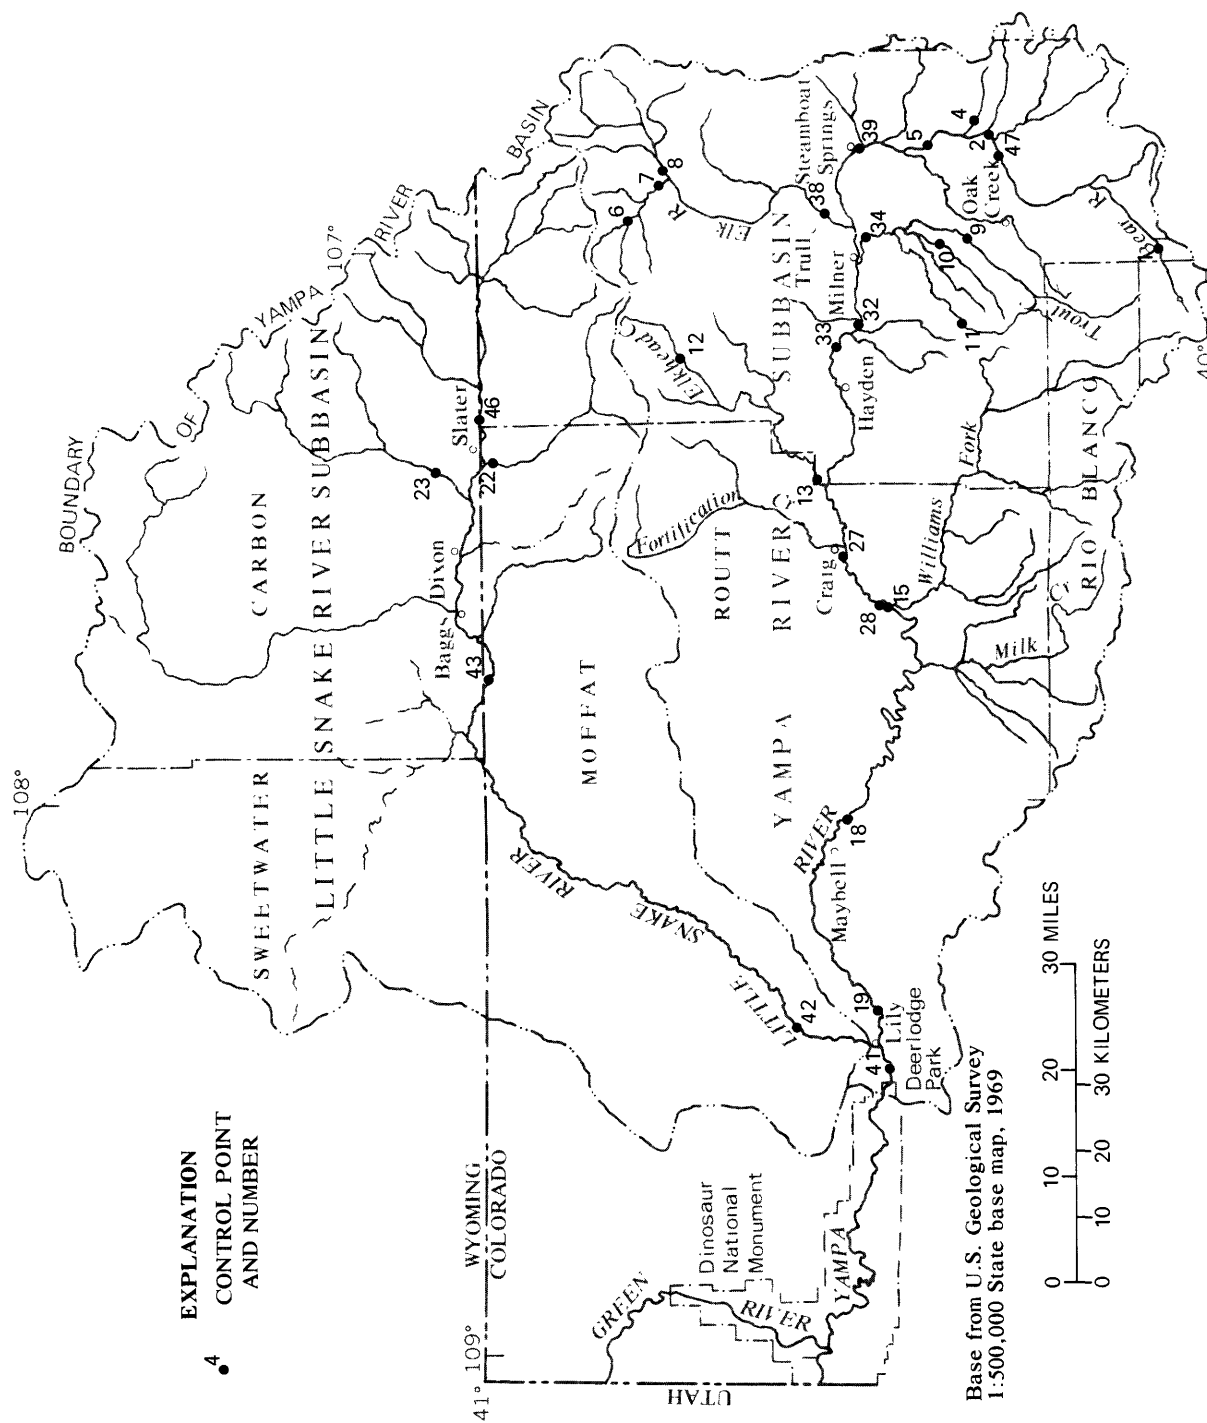 BOUNDARY
OF
YAMPA
RIVER
BASIN
108°
107°
SWEETWATER
CARBON
LITTLE SNAKE RIVER SUBBASIN
23
Baggs
Dixon
Slater
43
22
46
41°
109°
WYOMING
COLORADO
UTAH
MOFFAT
ROUTT
RIO BLANCO
YAMPA RIVER SUBBASIN
GREEN
RIVER
Dinosaur
National
Monument
YAMPA
RIVER
LITTLE
SNAKE
RIVER
42
41
19
Lily
Deerlodge
Park
Maybell
18
Fortification
Cr
Craig
27
28
15
13
Williams
Fork
Milk
Cr
Elkhead C
12
6
7
8
Elk
R
Hayden
33
32
Milner
Trull
34
38
Steamboat
Springs
39
5
4
2
47
Oak
Creek
9
10
11
Trout
Bear
R
40°
EXPLANATION
4
CONTROL POINT
AND NUMBER
Base from U.S. Geological Survey
1:500,000 State base map, 1969
0 10 20 30 MILES
0 10 20 30 KILOMETERS